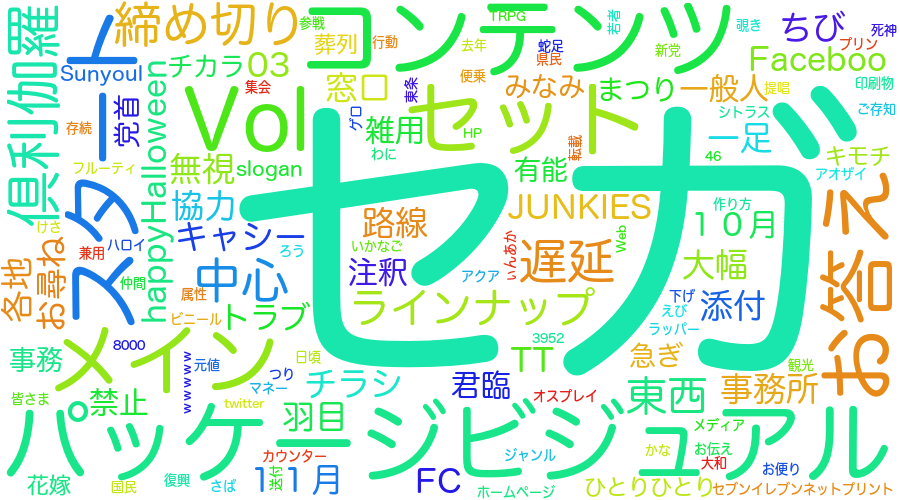 倶利伽羅
締め切り
コンテンツ
参戦
TRPG
若者
覗き
死神
ちび
プリン
葬列
行動
去年
蛇足
新党
県民
Facebook
Sunyoul
チカラ
03
窓口
便乗
東条
みなみ
まつり
一般人
提唱
印刷物
集会
Vol
セット
シトラス
ご存知
党首
ゲロ
存続
スタート
happyHalloween
無視
slogan
雑用
HP
転載
一足
わに
有能
46
キモチ
アオザイ
フルーティ
協力
路線
JUNKIES
作り方
10月
お答え
けさ
キャシー
ろう
いかなご
ぃんあか
Web
セガ
ハロイ
兼用
お尋ね
各地
仲間
中心
注釈
アクア
遅延
大幅
属性
ビニール
トラブ
ラインナップ
下げ
えび
添付
ラッパー
8000
wwwww
元値
日頃
3952
事務
メイン
つり
マネー
チラシ
TT
急ぎ
観光
皆さま
禁止
twitter
羽目
君臨
オスプレイ
東西
事務所
メディア
パッケージ
ビジュアル
カウンター
ジャンル
かな
お伝え
大和
花嫁
国民
復興
さば
11月
送付
FC
ホームページ
ひとりひとり
お便り
セブンイレブンネットプリント